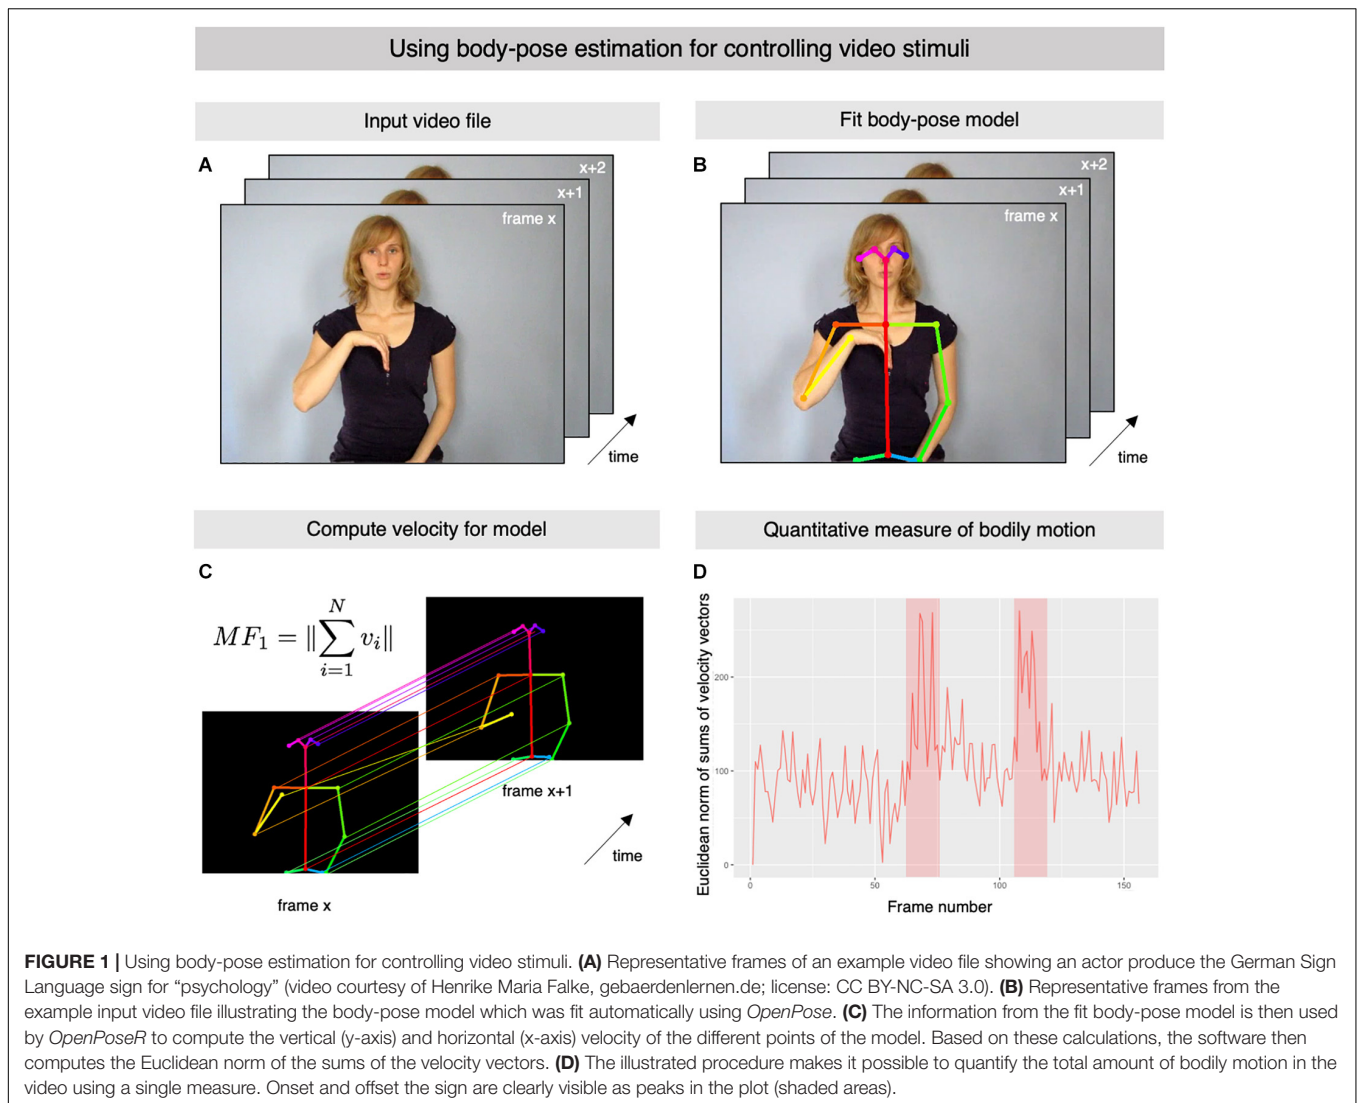 Using body-pose estimation for controlling video stimuli
Input video file
Fit body-pose model
A
x+2
x+1
frame x
time
B
x+2
x+1
frame x
time
Compute velocity for model
Quantitative measure of bodily motion
C
MF₁ = ‖∑ᵢ₌₁ᴺ vᵢ‖
frame x+1
time
frame x
D
Euclidean norm of sums of velocity vectors
200
100
0
0
50
100
150
Frame number
FIGURE 1 | Using body-pose estimation for controlling video stimuli. (A) Representative frames of an example video file showing an actor produce the German Sign
Language sign for “psychology” (video courtesy of Henrike Maria Falke, gebaerdenlernen.de; license: CC BY-NC-SA 3.0). (B) Representative frames from the
example input video file illustrating the body-pose model which was fit automatically using OpenPose. (C) The information from the fit body-pose model is then used
by OpenPoseR to compute the vertical (y-axis) and horizontal (x-axis) velocity of the different points of the model. Based on these calculations, the software then
computes the Euclidean norm of the sums of the velocity vectors. (D) The illustrated procedure makes it possible to quantify the total amount of bodily motion in the
video using a single measure. Onset and offset the sign are clearly visible as peaks in the plot (shaded areas).